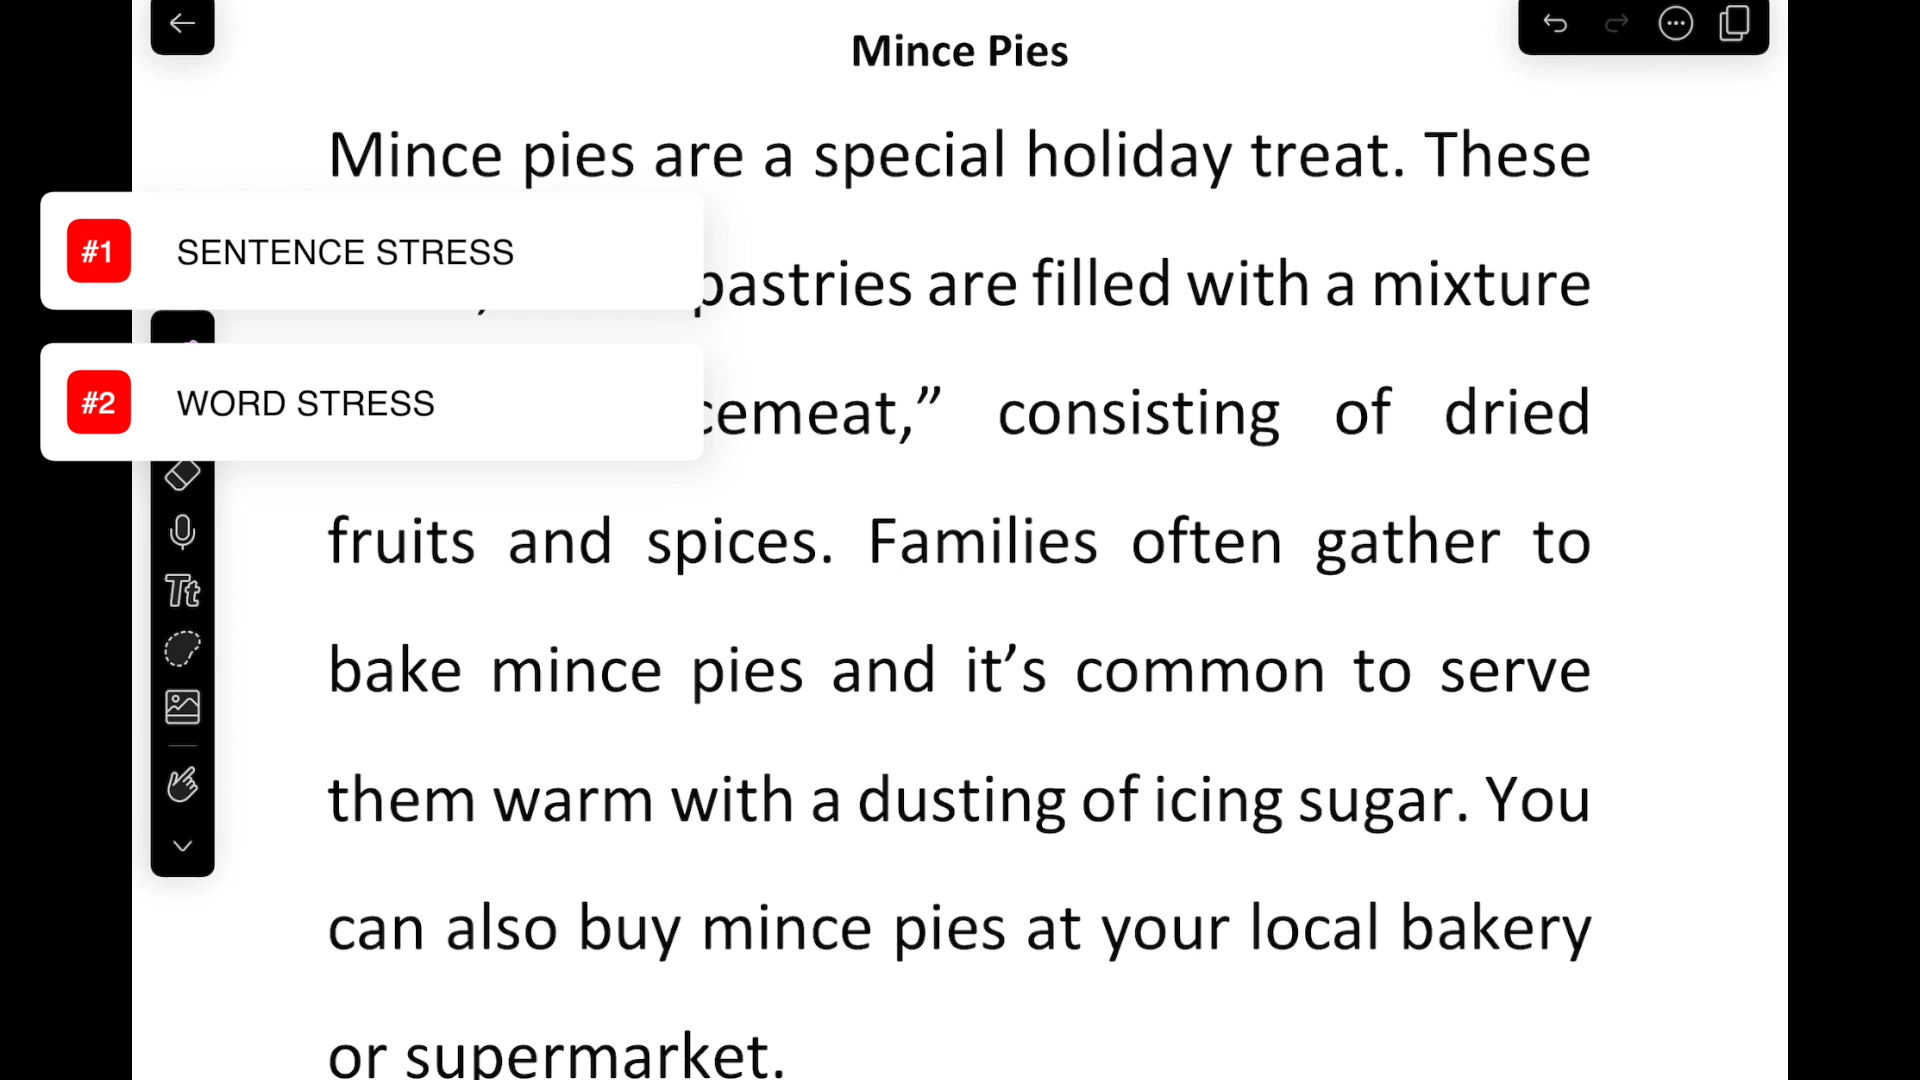 Mince Pies
Mince pies are a special holiday treat. These
#1 SENTENCE STRESS
pastries are filled with a mixture
#2 WORD STRESS
cemeat,” consisting of dried
fruits and spices. Families often gather to
bake mince pies and it’s common to serve
Tt
them warm with a dusting of icing sugar. You
can also buy mince pies at your local bakery
or supermarket.